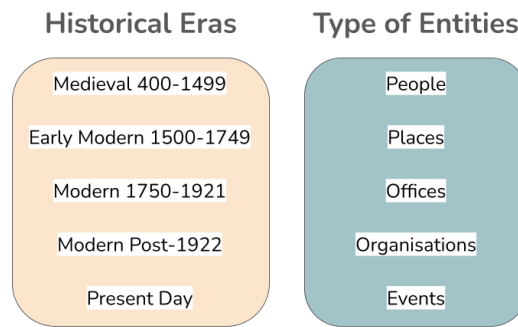 Historical Eras
Medieval 400-1499
Early Modern 1500-1749
Modern 1750-1921
Modern Post-1922
Present Day
Type of Entities
People
Places
Offices
Organisations
Events